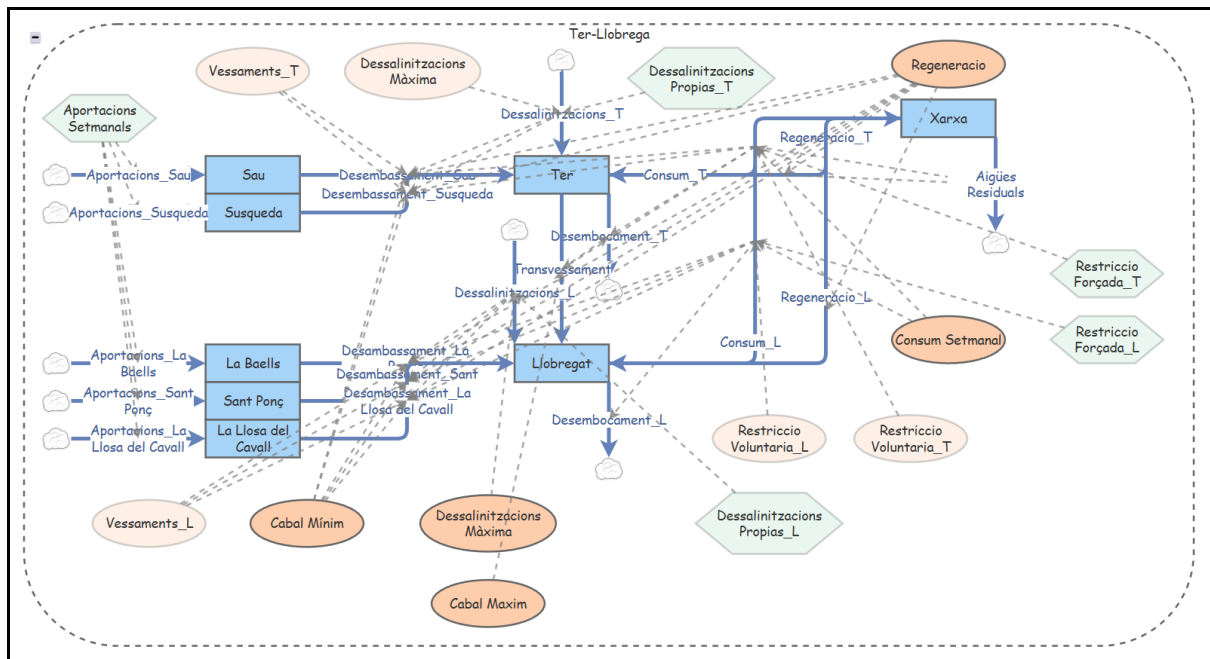 Ter-Llobrega
Vessaments_T
Dessalinitzacions
Màxima
Dessalinitzacions
Propias_T
Regeneracio
Aportacions
Setmanals
Dessalinitzacions_T
Xarxa
Regeneracio_T
Aportacions_Sau
Sau
Desembassament_Sau
Ter
Consum_T
Aigües
Residuals
Aportacions_Susqueda
Susqueda
Desembassament_Susqueda
Desembocament_T
Transvessament
Dessalinitzacions_L
Regeneracio_L
Restriccio
Forçada_T
Consum Setmanal
Restriccio
Forçada_L
Consum_L
Aportacions_La
Baells
La Baells
Desambassament_La
Llobregat
Aportacions_Sant
Ponç
Sant Ponç
Desambassament_Sant
Aportacions_La
Llosa del Cavall
La Llosa del
Cavall
Desambassament_La
Llosa del Cavall
Desembocament_L
Restriccio
Voluntaria_L
Restriccio
Voluntaria_T
Vessaments_L
Cabal Mínim
Dessalinitzacions
Màxima
Dessalinitzacions
Propias_L
Cabal Maxim